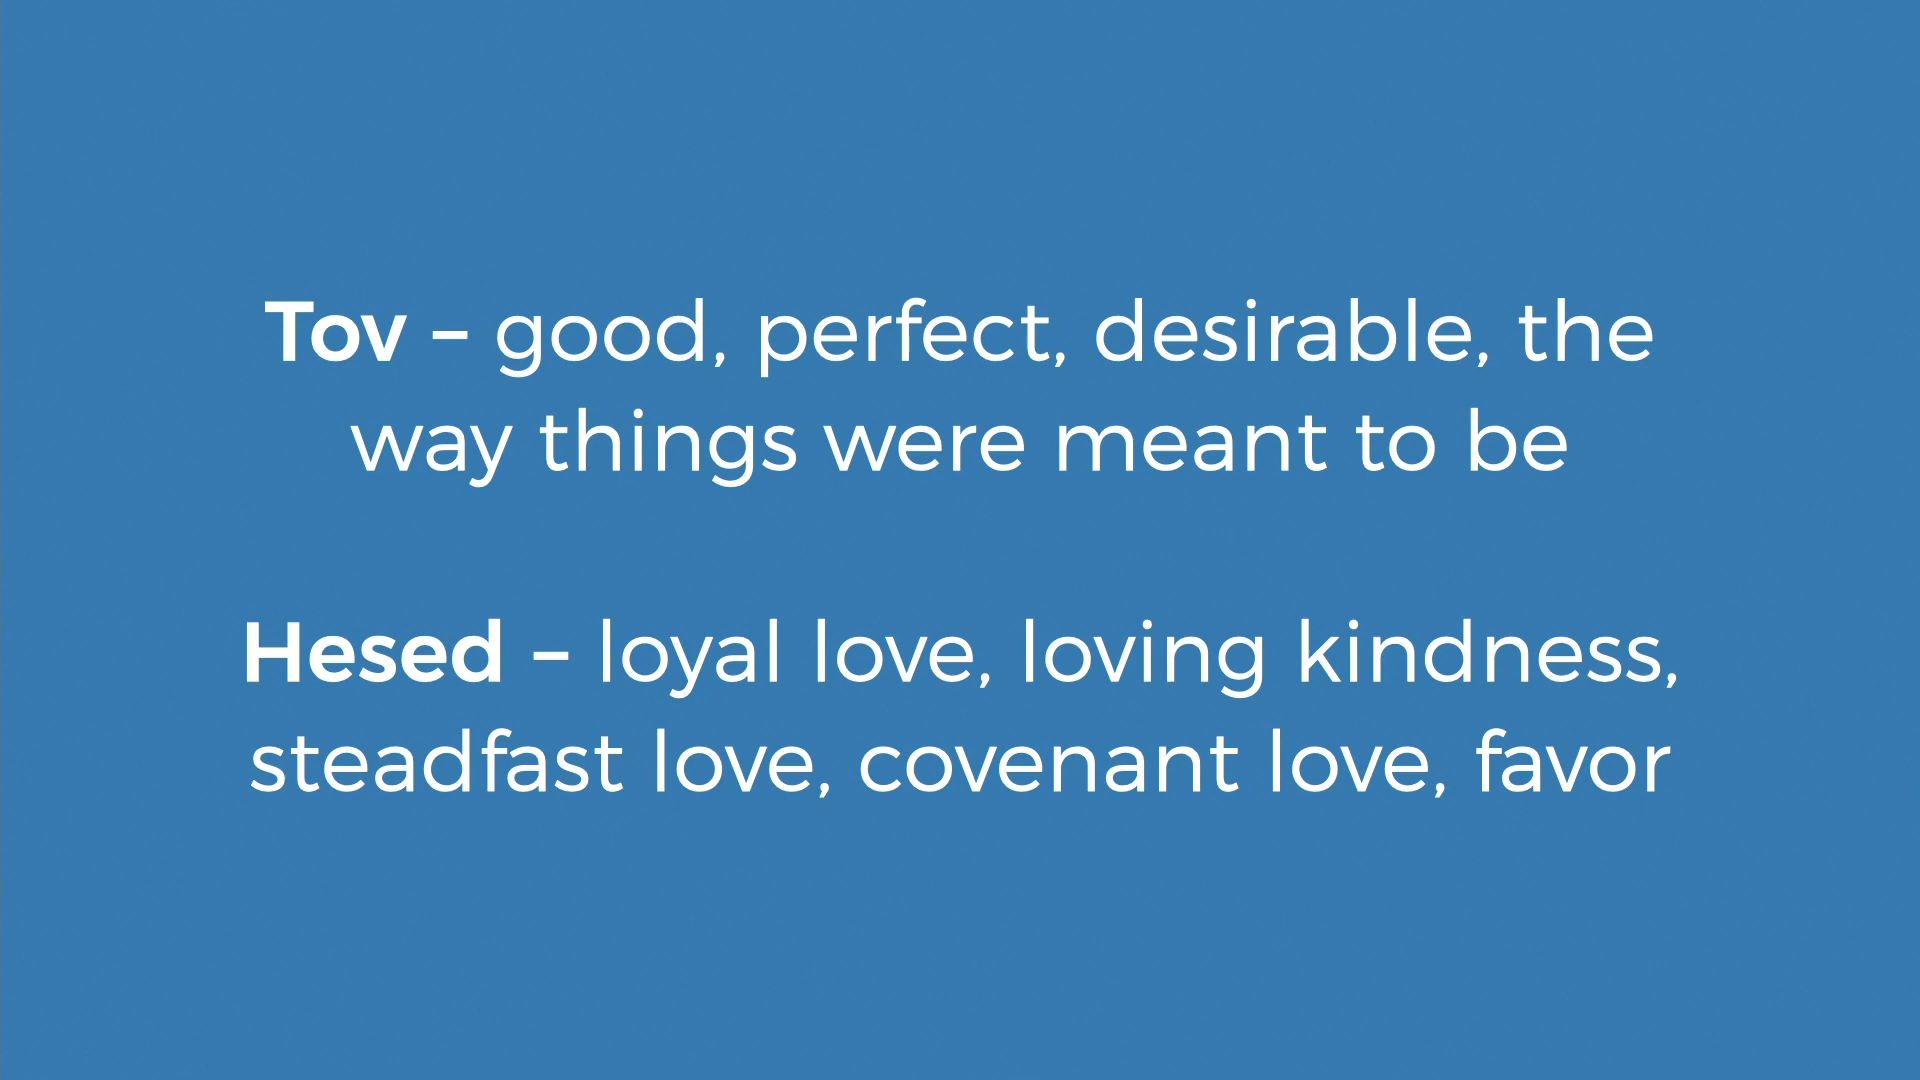 Tov – good, perfect, desirable, the
way things were meant to be
Hesed – loyal love, loving kindness,
steadfast love, covenant love, favor